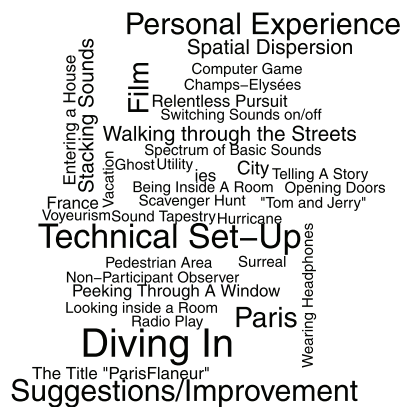 Personal Experience
Spatial Dispersion
Computer Game
Film
Champs-Elysées
Entering a House
Stacking Sounds
Relentless Pursuit
Switching Sounds on/off
Walking through the Streets
Spectrum of Basic Sounds
Vacation
Ghost Utility
ies
City
Telling A Story
Being Inside A Room
Opening Doors
France
Scavenger Hunt
"Tom and Jerry"
Voyeurism
Sound Tapestry
Hurricane
Technical Set-Up
Wearing Headphones
Pedestrian Area
Surreal
Non-Participant Observer
Peeking Through A Window
Looking inside a Room
Paris
Radio Play
Diving In
The Title "ParisFlaneur"
Suggestions/Improvement